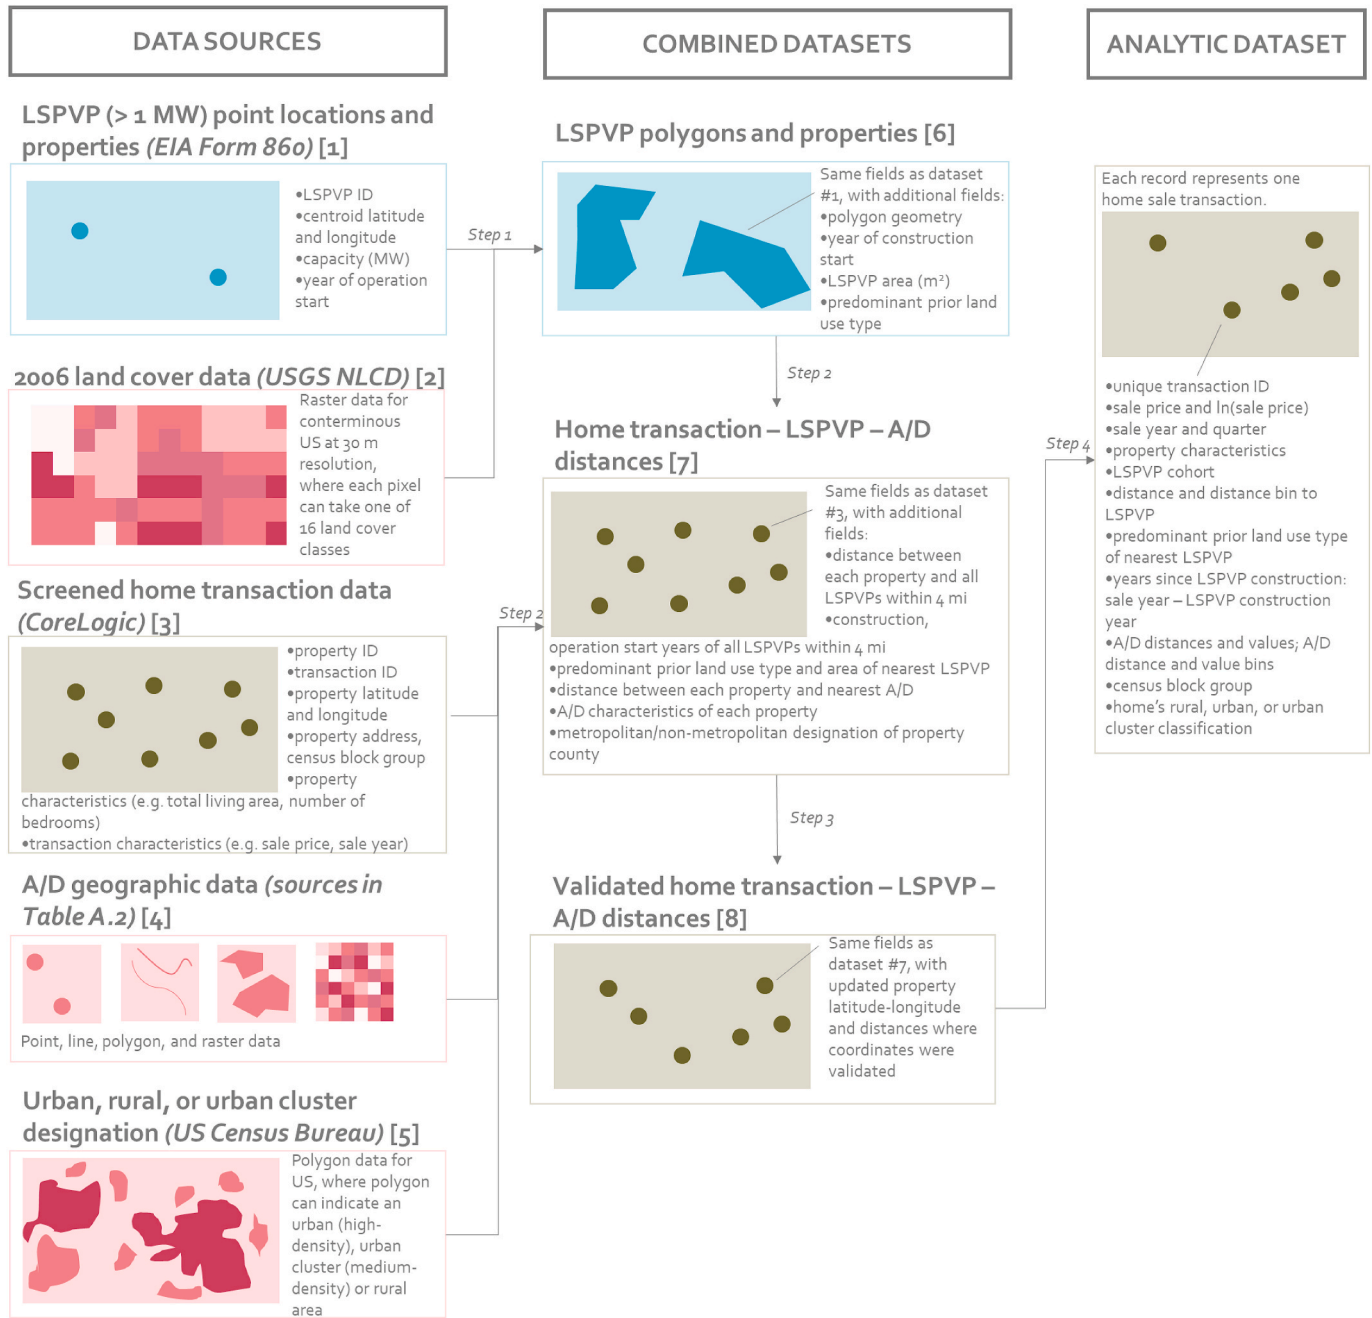 DATA SOURCES
LSPVP (> 1 MW) point locations and
properties (EIA Form 860) [1]
•LSPVP ID
•centroid latitude
and longitude
•capacity (MW)
•year of operation
start
2006 land cover data (USGS NLCD) [2]
Raster data for
conterminous
US at 30 m
resolution,
where each pixel
can take one of
16 land cover
classes
Screened home transaction data
(CoreLogic) [3]
•property ID
•transaction ID
•property latitude
and longitude
•property address,
census block group
•property
characteristics (e.g. total living area, number of
bedrooms)
•transaction characteristics (e.g. sale price, sale year)
A/D geographic data (sources in
Table A.2) [4]
Point, line, polygon, and raster data
Urban, rural, or urban cluster
designation (US Census Bureau) [5]
Polygon data for
US, where polygon
can indicate an
urban (high-
density), urban
cluster (medium-
density) or rural
area
Step 1
Step 2
COMBINED DATASETS
LSPVP polygons and properties [6]
Same fields as dataset
#1, with additional fields:
•polygon geometry
•year of construction
start
•LSPVP area (m²)
•predominant prior land
use type
Step 2
Home transaction – LSPVP – A/D
distances [7]
Same fields as dataset
#3, with additional
fields:
•distance between
each property and all
LSPVPs within 4 mi
•construction,
operation start years of all LSPVPs within 4 mi
•predominant prior land use type and area of nearest LSPVP
•distance between each property and nearest A/D
•A/D characteristics of each property
•metropolitan/non-metropolitan designation of property
county
Step 3
Validated home transaction – LSPVP –
A/D distances [8]
Same fields as
dataset #7, with
updated property
latitude-longitude
and distances where
coordinates were
validated
Step 4
ANALYTIC DATASET
Each record represents one
home sale transaction.
•unique transaction ID
•sale price and ln(sale price)
•sale year and quarter
•property characteristics
•LSPVP cohort
•distance and distance bin to
LSPVP
•predominant prior land use type
of nearest LSPVP
•years since LSPVP construction:
sale year – LSPVP construction
year
•A/D distances and values; A/D
distance and value bins
•census block group
•home's rural, urban, or urban
cluster classification